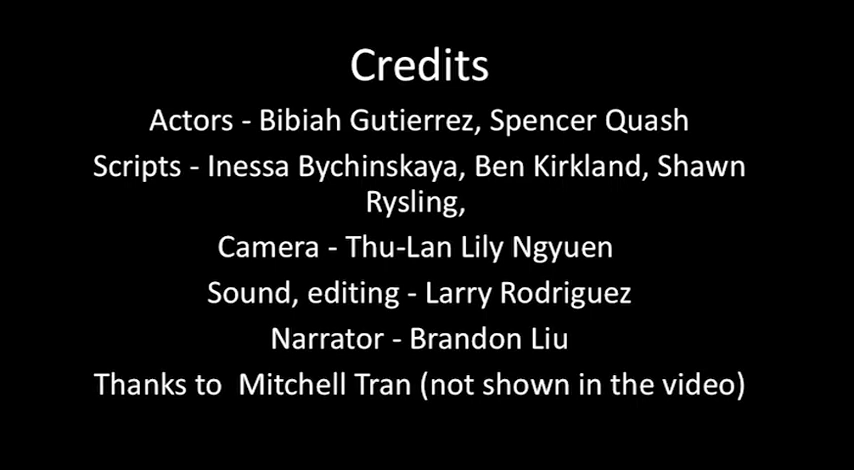 Credits
Actors - Bibiah Gutierrez, Spencer Quash
Scripts - Inessa Bychinskaya, Ben Kirkland, Shawn
Rysling,
Camera - Thu-Lan Lily Ngyuen
Sound, editing - Larry Rodriguez
Narrator - Brandon Liu
Thanks to  Mitchell Tran (not shown in the video)